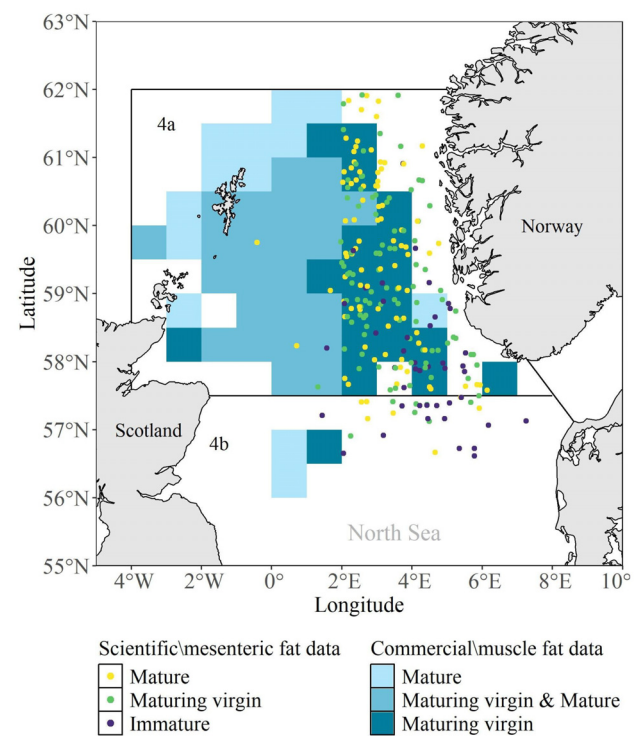 63°N
62°N
61°N
60°N
59°N
58°N
57°N
56°N
55°N
Latitude
4a
Norway
Scotland
4b
North Sea
4°W 2°W 0° 2°E 4°E 6°E 8°E 10°
Longitude
Scientific\mesenteric fat data
Mature
Maturing virgin
Immature
Commercial\muscle fat data
Mature
Maturing virgin & Mature
Maturing virgin